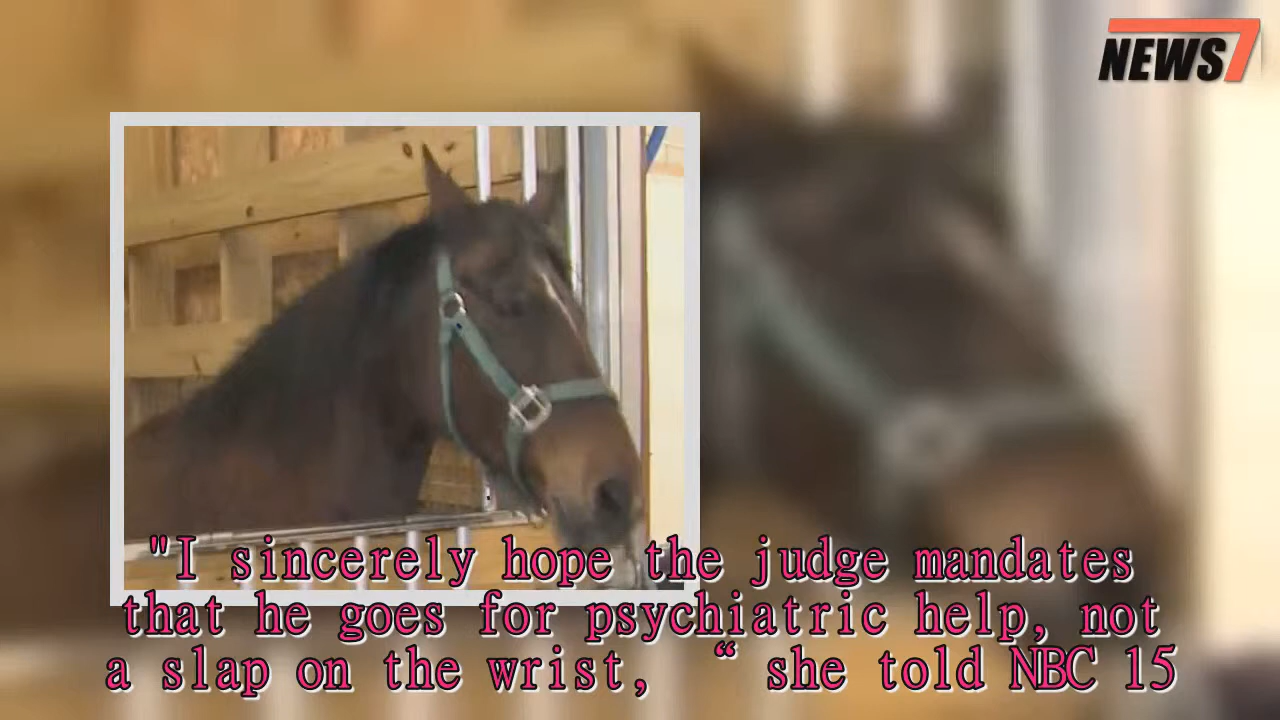 NEWS7
"I sincerely hope the judge mandates
that he goes for psychiatric help, not
a slap on the wrist, “ she told NBC 15